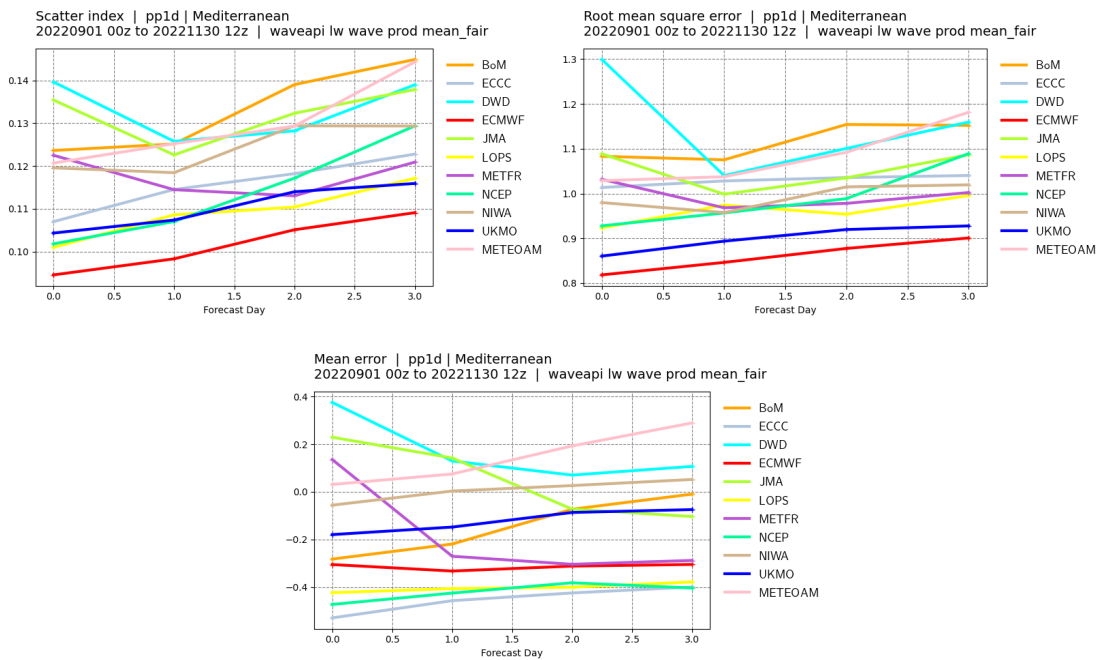 Scatter index | pp1d | Mediterranean
20220901 00z to 20221130 12z | waveapi lw wave prod mean_fair
0.14
0.13
0.12
0.11
0.10
0.0 0.5 1.0 1.5 2.0 2.5 3.0
Forecast Day
BoM
ECCC
DWD
ECMWF
JMA
LOPS
METFR
NCEP
NIWA
UKMO
METEOAM
Root mean square error | pp1d | Mediterranean
20220901 00z to 20221130 12z | waveapi lw wave prod mean_fair
1.3
1.2
1.1
1.0
0.9
0.8
0.0 0.5 1.0 1.5 2.0 2.5 3.0
Forecast Day
BoM
ECCC
DWD
ECMWF
JMA
LOPS
METFR
NCEP
NIWA
UKMO
METEOAM
Mean error | pp1d | Mediterranean
20220901 00z to 20221130 12z | waveapi lw wave prod mean_fair
0.4
0.2
0.0
−0.2
−0.4
0.0 0.5 1.0 1.5 2.0 2.5 3.0
Forecast Day
BoM
ECCC
DWD
ECMWF
JMA
LOPS
METFR
NCEP
NIWA
UKMO
METEOAM